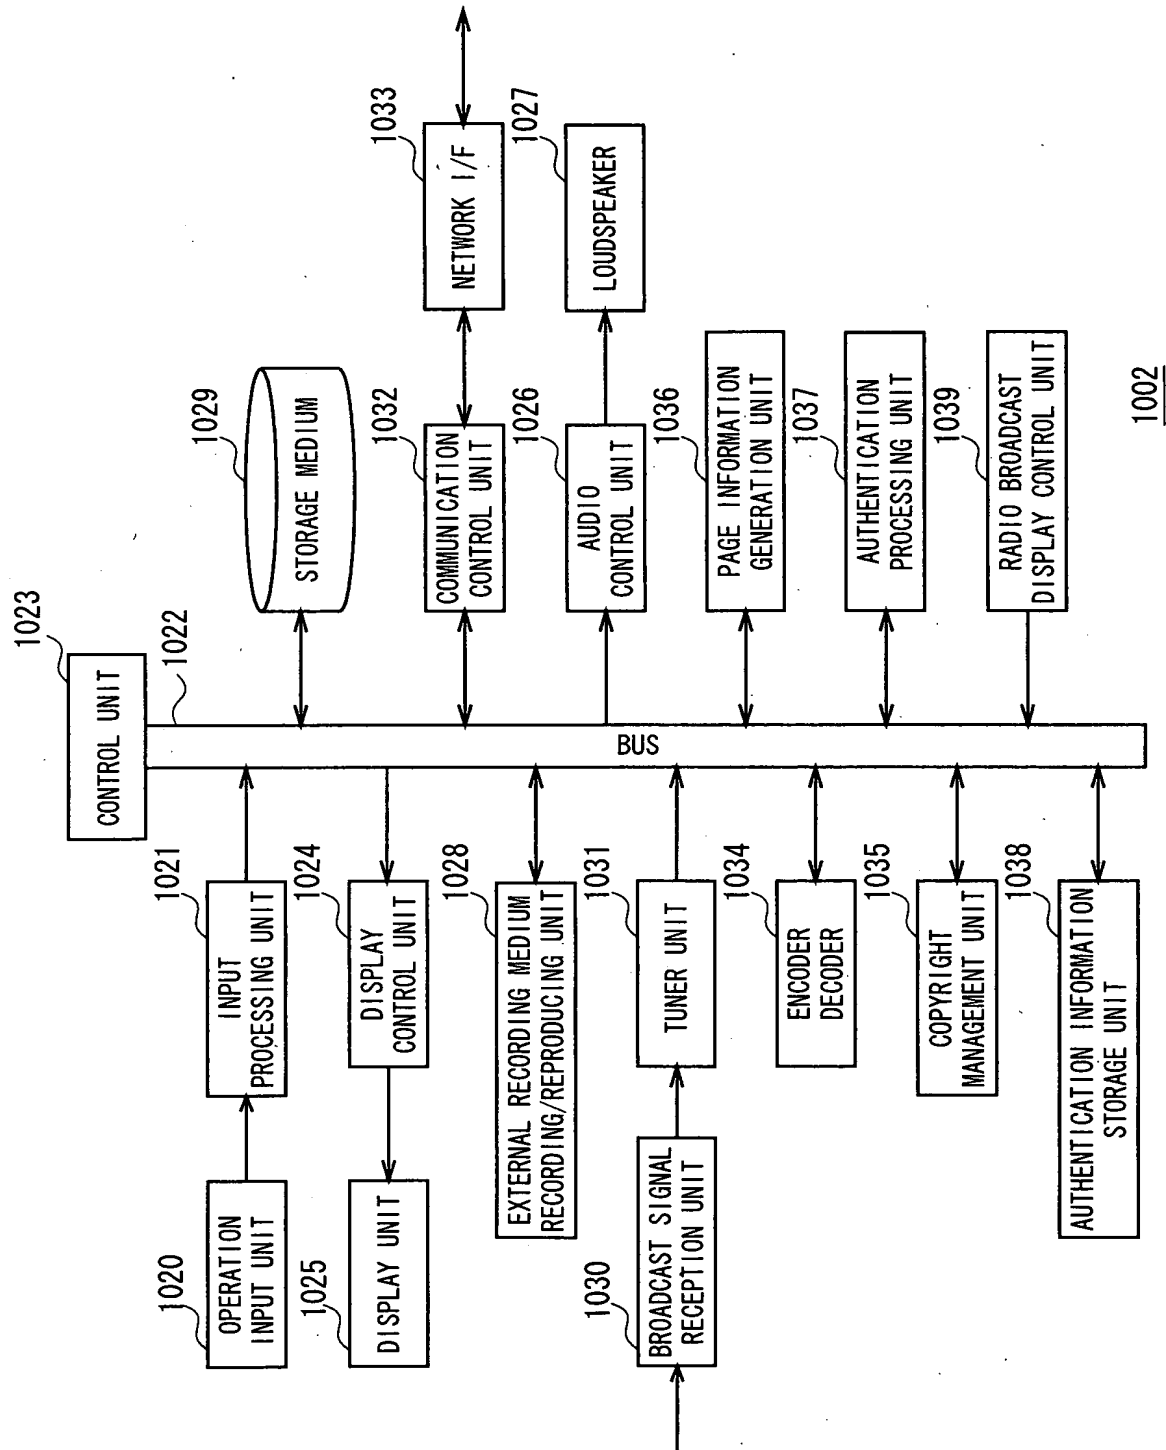 1023
CONTROL UNIT
1022
BUS
1020
OPERATION
INPUT UNIT
1021
INPUT
PROCESSING UNIT
1025
DISPLAY UNIT
1024
DISPLAY
CONTROL UNIT
1028
EXTERNAL RECORDING MEDIUM
RECORDING/REPRODUCING UNIT
1030
BROADCAST SIGNAL
RECEPTION UNIT
1031
TUNER UNIT
1034
ENCODER
DECODER
1035
COPYRIGHT
MANAGEMENT UNIT
1038
AUTHENTICATION INFORMATION
STORAGE UNIT
1029
STORAGE MEDIUM
1032
COMMUNICATION
CONTROL UNIT
1033
NETWORK I/F
1026
AUDIO
CONTROL UNIT
1027
LOUDSPEAKER
1036
PAGE INFORMATION
GENERATION UNIT
1037
AUTHENTICATION
PROCESSING UNIT
1039
RADIO BROADCAST
DISPLAY CONTROL UNIT
1002